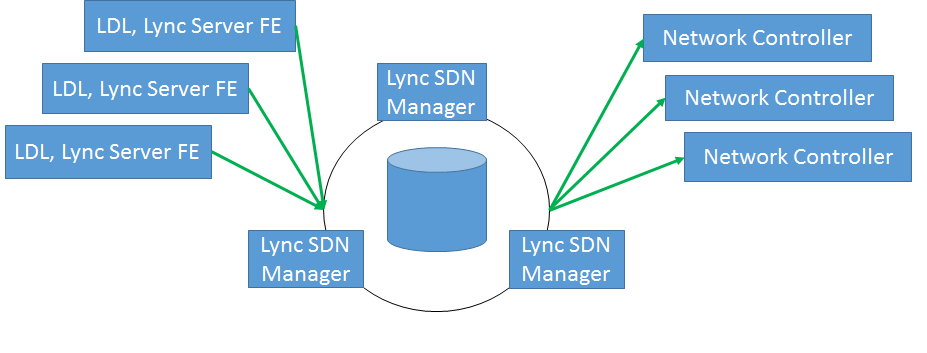 LDL, Lync Server FE
LDL, Lync Server FE
LDL, Lync Server FE
Lync SDN
Manager
Lync SDN
Manager
Lync SDN
Manager
Network Controller
Network Controller
Network Controller